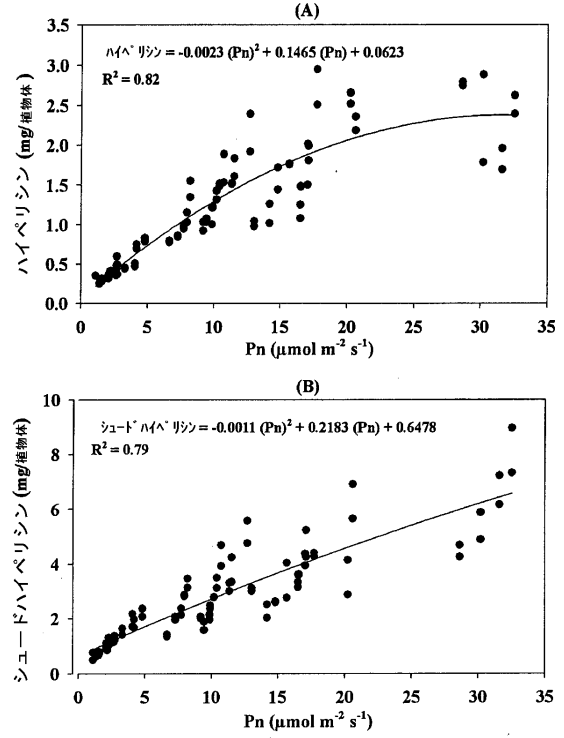 (A)
ハイペリシン = -0.0023 (Pn)² + 0.1465 (Pn) + 0.0623
R² = 0.82
ハイペリシン (mg/植物体)
3.5
3.0
2.5
2.0
1.5
1.0
0.5
0.0
0 5 10 15 20 25 30 35
Pn (µmol m⁻² s⁻¹)
(B)
シュードハイペリシン = -0.0011 (Pn)² + 0.2183 (Pn) + 0.6478
R² = 0.79
シュードハイペリシン (mg/植物体)
10
8
6
4
2
0
0 5 10 15 20 25 30 35
Pn (µmol m⁻² s⁻¹)